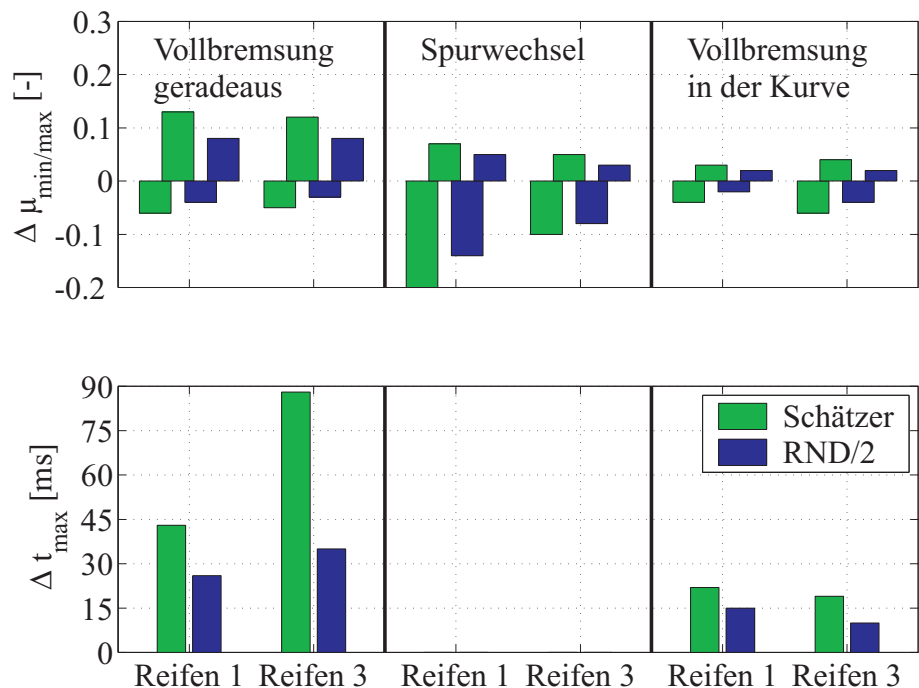 Vollbremsung
geradeaus
Spurwechsel
Vollbremsung
in der Kurve
Δ μmin/max [-]
0.3
0.2
0.1
0
-0.1
-0.2
Δ tmax [ms]
90
75
60
45
30
15
0
Schätzer
RND/2
Reifen 1 Reifen 3 Reifen 1 Reifen 3 Reifen 1 Reifen 3